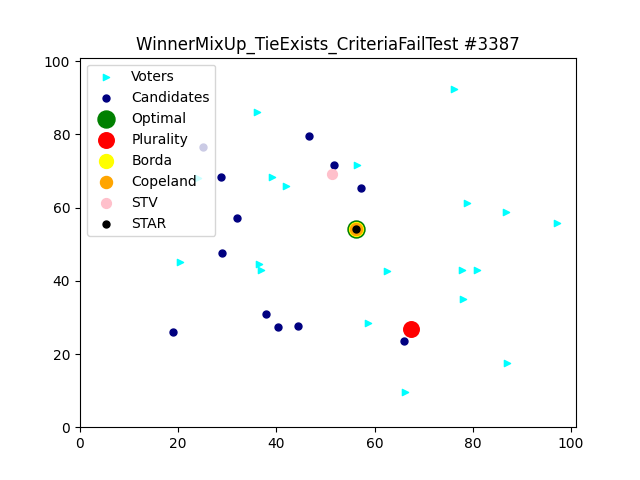 WinnerMixUp_TieExists_CriteriaFailTest #3387
100
80
60
40
20
0
Voters
Candidates
Optimal
Plurality
Borda
Copeland
STV
STAR
0 20 40 60 80 100